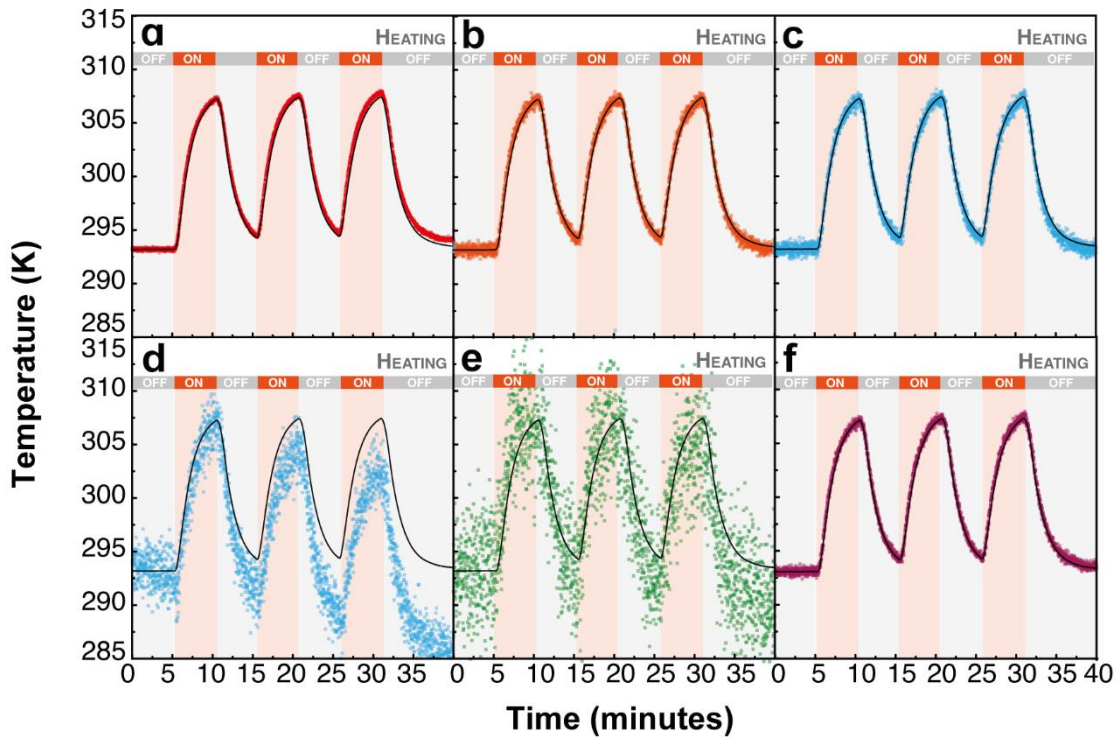 315
310
305
300
295
290
285
a
HEATING
OFF ON ON OFF ON OFF
b
HEATING
OFF ON OFF ON OFF ON OFF
c
HEATING
OFF ON OFF ON OFF ON OFF
315
310
305
300
295
290
285
d
HEATING
OFF ON OFF ON OFF ON OFF
e
HEATING
OFF ON OFF ON OFF ON OFF
f
HEATING
OFF ON OFF ON OFF ON OFF
0 5 10 15 20 25 30 35
0 5 10 15 20 25 30 35
0 5 10 15 20 25 30 35 40
Temperature (K)
Time (minutes)